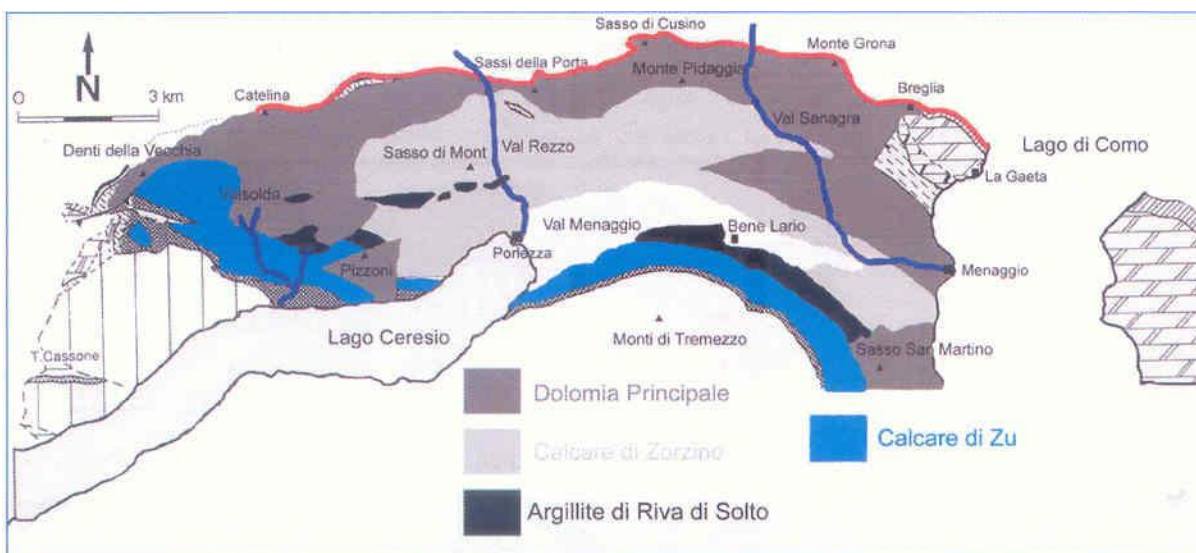 Sasso di Cusino
Monte Grona
Sassi della Porta
Monte Pidaggia
N
0 3 km
Catelina
Breglia
Val Sanagra
Denti della Vecchia
Sasso di Mont
Val Rezzo
Lago di Como
La Gaeta
Valsolda
Val Menaggio
Bene Lario
Porlezza
Pizzoni
Menaggio
Lago Ceresio
Monti di Tremezzo
Sasso San Martino
T. Cassone
Dolomia Principale
Calcare di Zorzino
Calcare di Zu
Argillite di Riva di Solto